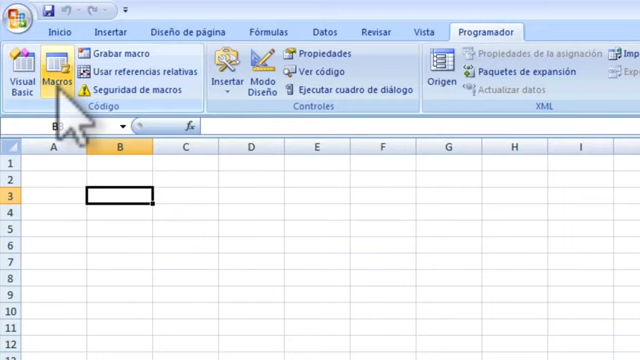 Inicio Insertar Diseño de página Fórmulas Datos Revisar Vista Programador
Visual Basic
Macros
Grabar macro
Usar referencias relativas
Seguridad de macros
Código
Insertar
Modo Diseño
Propiedades
Ver código
Ejecutar cuadro de diálogo
Controles
Origen
Propiedades de la asignación
Paquetes de expansión
Actualizar datos
XML
fx
A B C D E F G H I
1
2
3
4
5
6
7
8
9
10
11
12